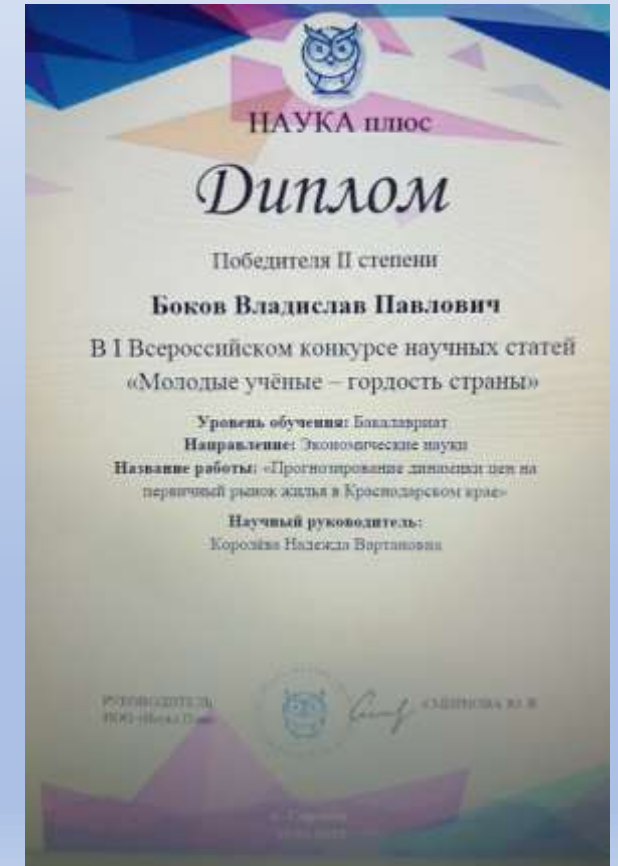 НАУКА плюс
Диплом
Победителя II степени
Боков Владислав Павлович
В I Всероссийском конкурсе научных статей
«Молодые учёные – гордость страны»
Уровень обучения: Бакалавриат
Направление: Экономические науки
Название работы: «Прогнозирование динамики цен на
первичный рынок жилья в Краснодарском крае»
Научный руководитель:
Королёва Надежда Вартановна
РУКОВОДИТЕЛЬ
СМИРНОВА Ю.В